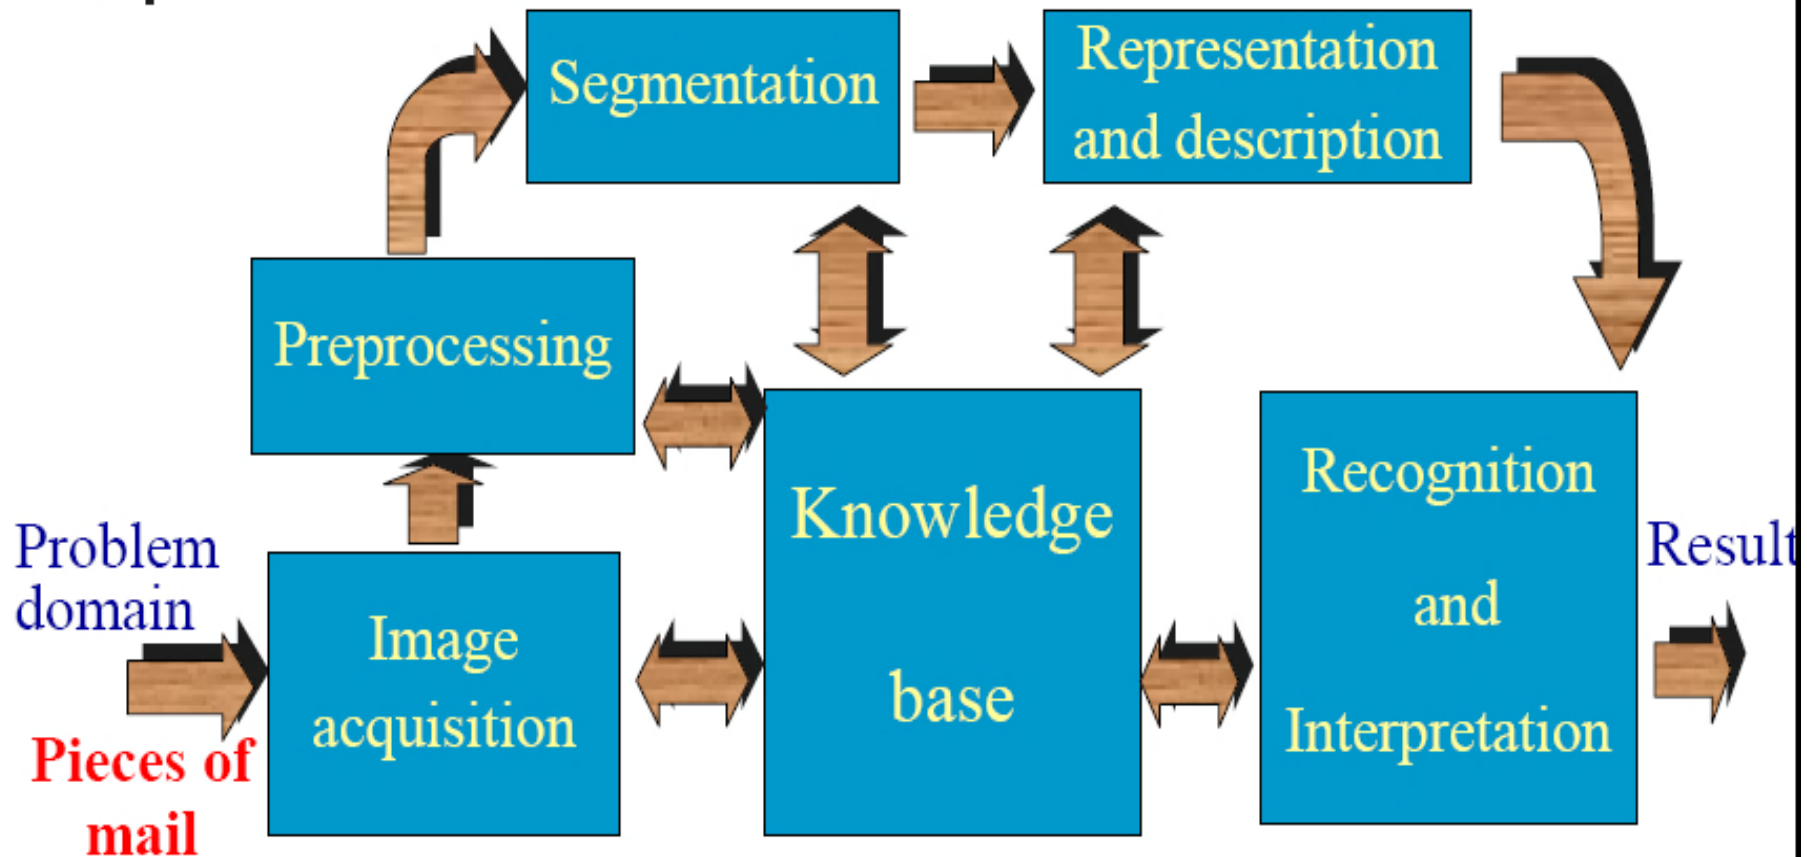 Segmentation
Representation
and description
Preprocessing
Problem
domain
Image
acquisition
Pieces of
mail
Knowledge
base
Recognition
and
Interpretation
Result